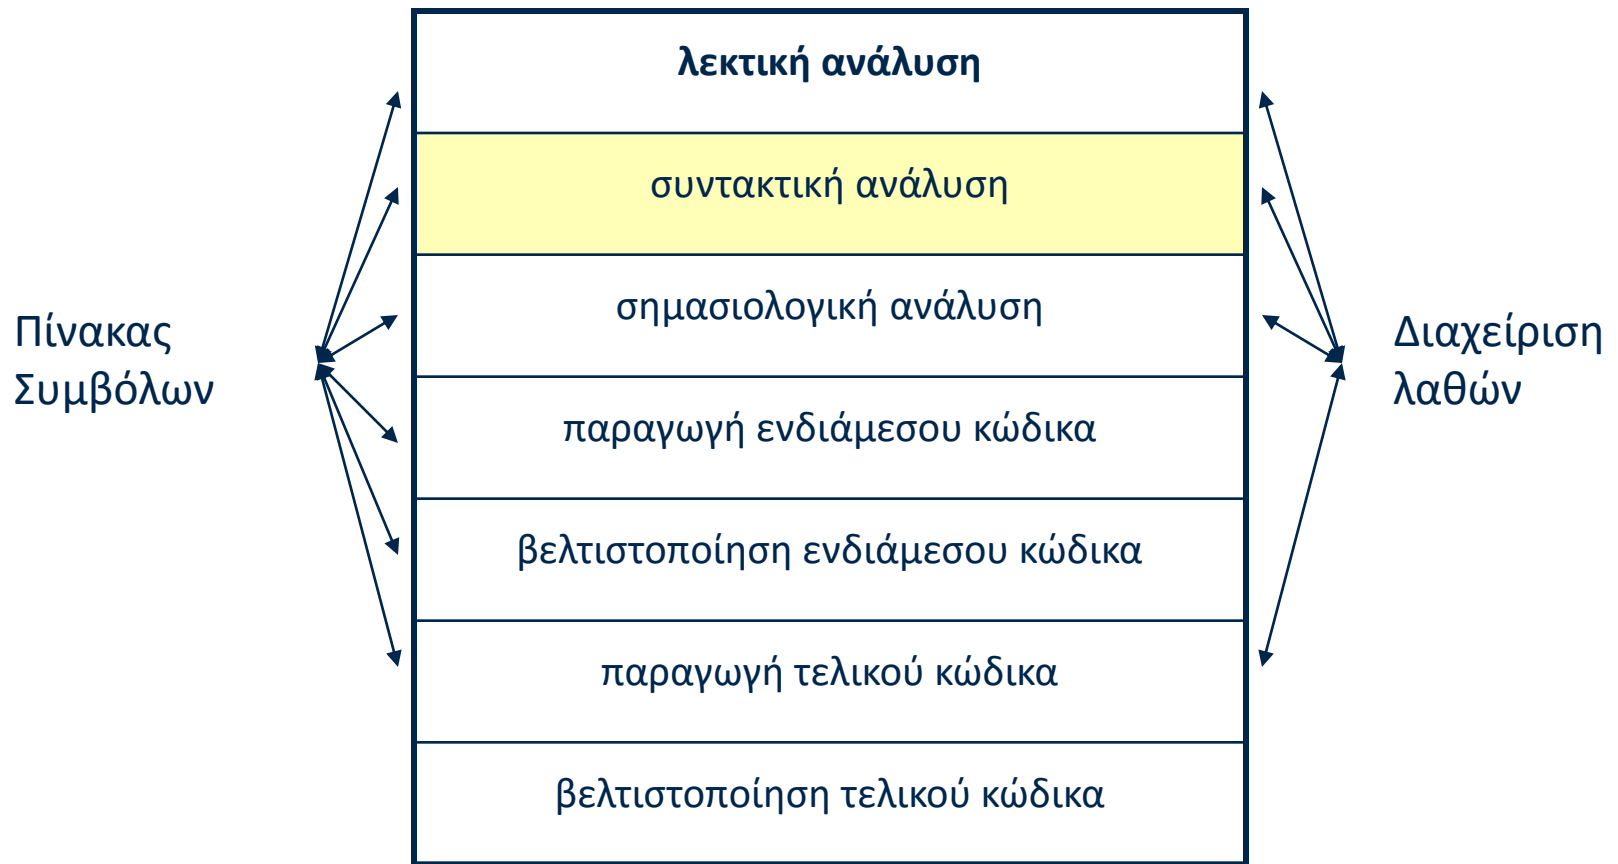 λεκτική ανάλυση
συντακτική ανάλυση
σημασιολογική ανάλυση
Πίνακας
Συμβόλων
Διαχείριση
λαθών
παραγωγή ενδιάμεσου κώδικα
βελτιστοποίηση ενδιάμεσου κώδικα
παραγωγή τελικού κώδικα
βελτιστοποίηση τελικού κώδικα